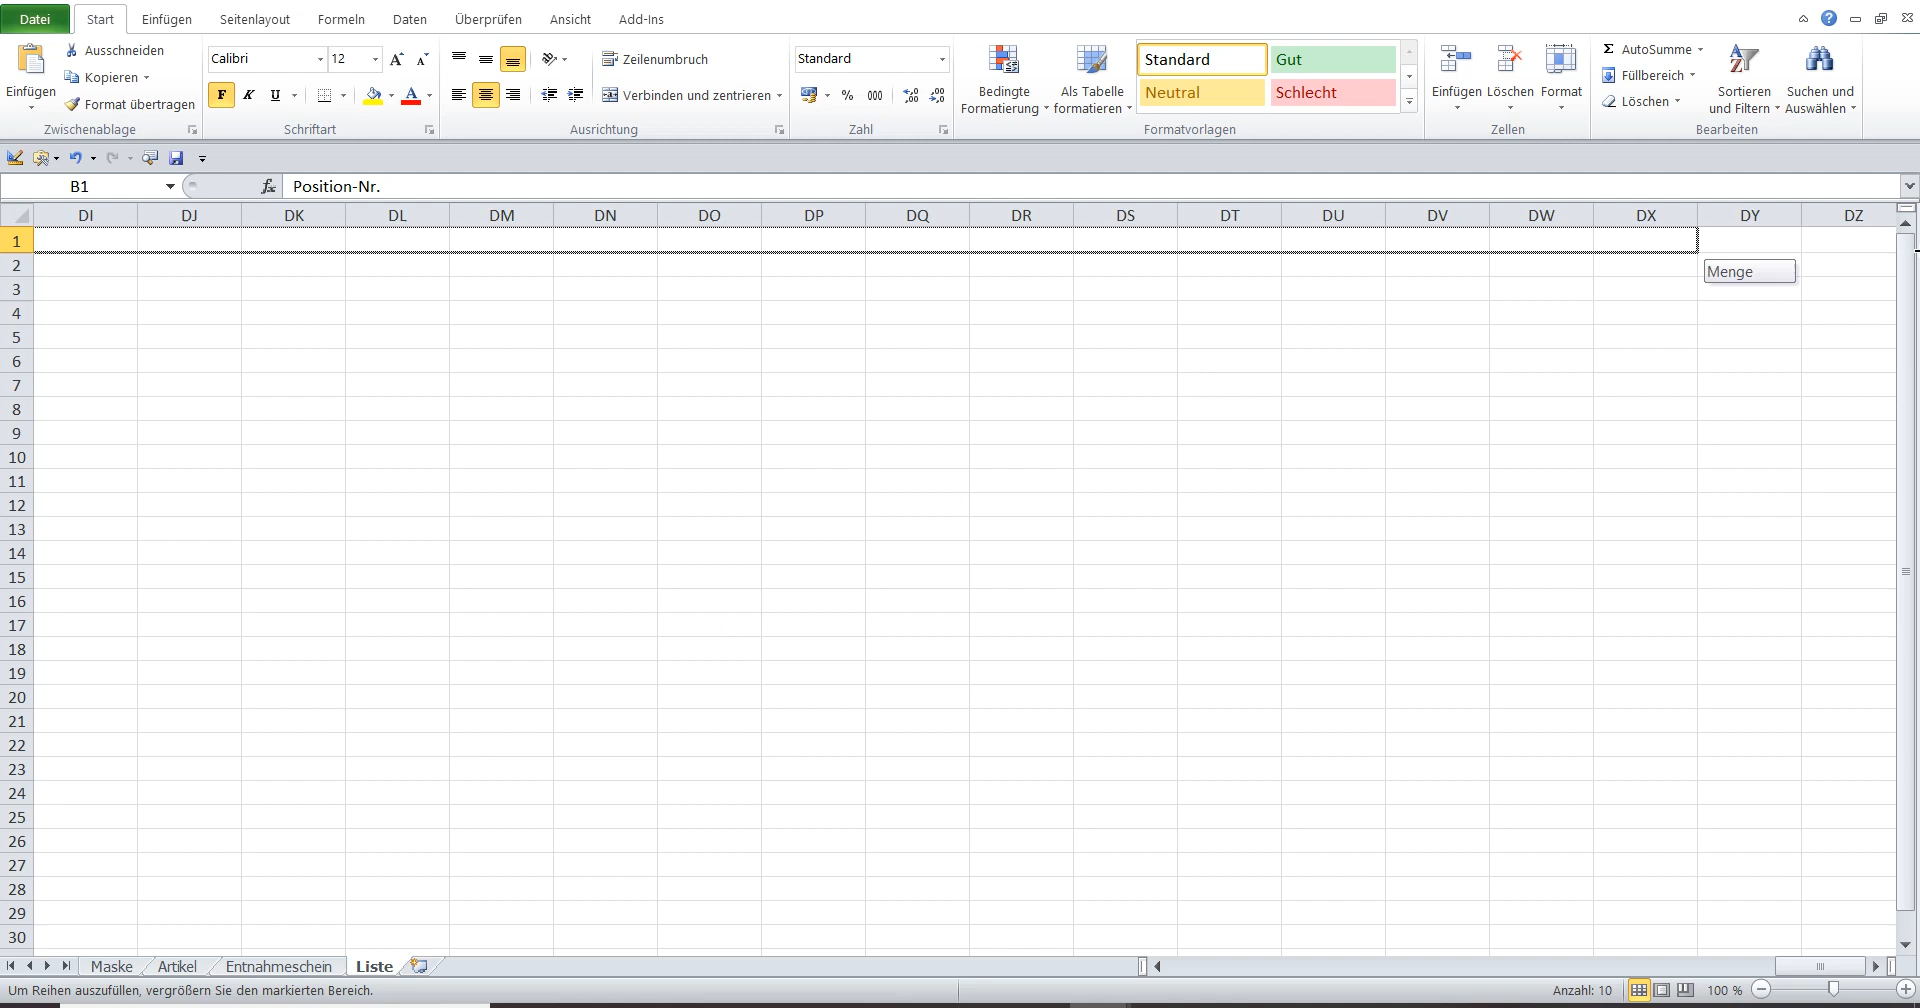 Datei Start Einfügen Seitenlayout Formeln Daten Überprüfen Ansicht Add-Ins
Einfügen
Ausschneiden
Kopieren
Format übertragen
Zwischenablage
Calibri 12
F K U
Schriftart
Zeilenumbruch
Verbinden und zentrieren
Ausrichtung
Standard
% 000
Zahl
Bedingte Formatierung
Als Tabelle formatieren
Standard Gut
Neutral Schlecht
Formatvorlagen
Einfügen Löschen Format
Zellen
Σ AutoSumme
Füllbereich
Löschen
Sortieren und Filtern
Suchen und Auswählen
Bearbeiten
B1 fx Position-Nr.
DI DJ DK DL DM DN DO DP DQ DR DS DT DU DV DW DX DY DZ
1
2
Menge
3
4
5
6
7
8
9
10
11
12
13
14
15
16
17
18
19
20
21
22
23
24
25
26
27
28
29
30
Maske Artikel Entnahmeschein Liste
Um Reihen auszufüllen, vergrößern Sie den markierten Bereich. Anzahl: 10 100 %